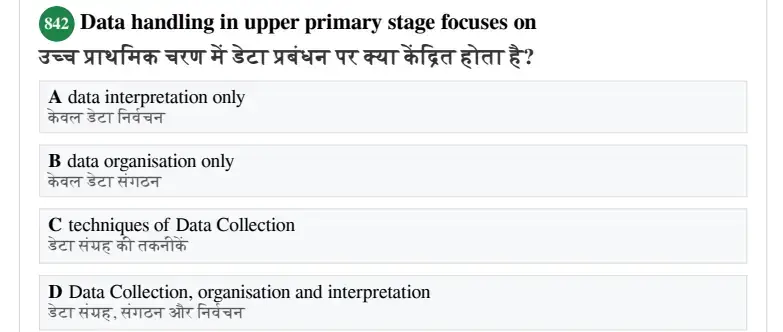 842 Data handling in upper primary stage focuses on
उच्च प्राथमिक चरण में डेटा प्रबंधन पर क्या केंद्रित होता है?
A data interpretation only
केवल डेटा निर्वचन
B data organisation only
केवल डेटा संगठन
C techniques of Data Collection
डेटा संग्रह की तकनीकें
D Data Collection, organisation and interpretation
डेटा संग्रह, संगठन और निर्वचन